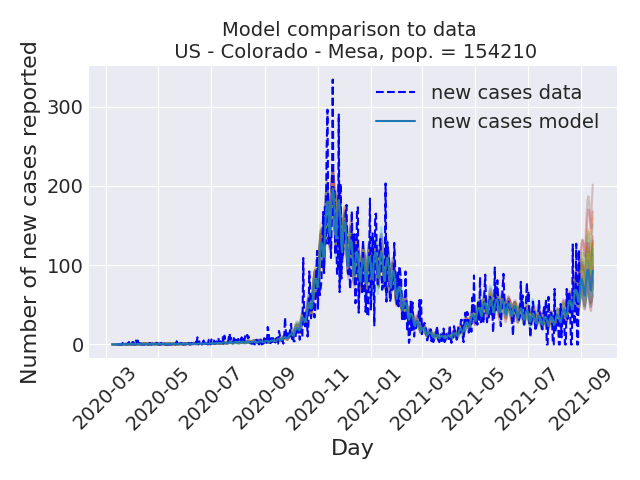 Model comparison to data
US - Colorado - Mesa, pop. = 154210
Number of new cases reported
300
200
100
0
new cases data
new cases model
2020-03
2020-05
2020-07
2020-09
2020-11
2021-01
2021-03
2021-05
2021-07
2021-09
Day